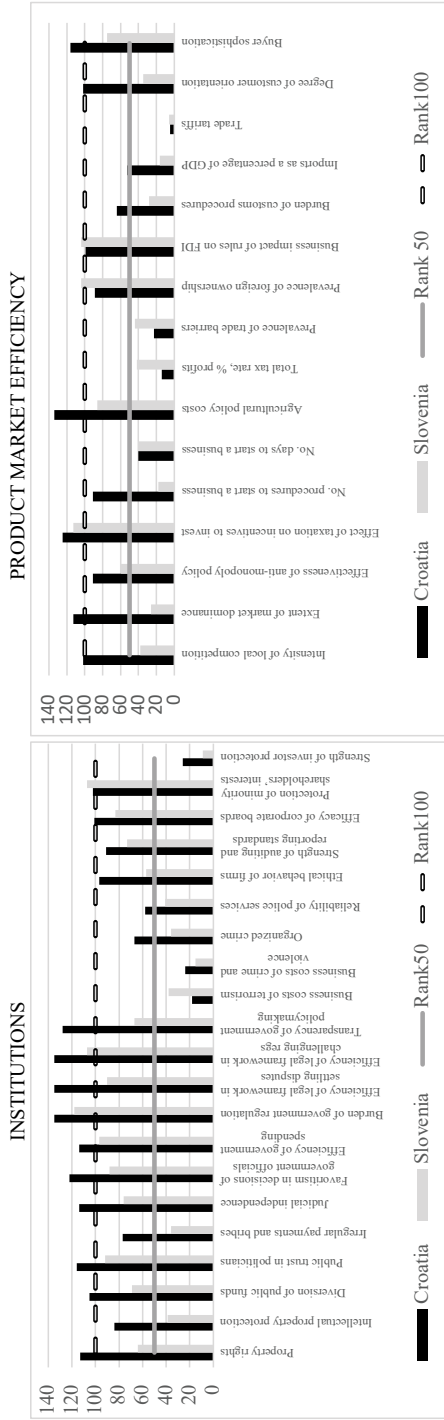 INSTITUTIONS
140
120
100
80
60
40
20
0
Property rights
Intellectual property protection
Diversion of public funds
Public trust in politicians
Irregular payments and bribes
Judicial independence
Favoritism in decisions of
government officials
Efficiency of government
spending
Burden of government regulation
Efficiency of legal framework in
settling disputes
Efficiency of legal framework in
challenging regs
Transparency of government
policymaking
Business costs of terrorism
Business costs of crime and
violence
Organized crime
Reliability of police services
Ethical behavior of firms
Strength of auditing and
reporting standards
Efficacy of corporate boards
Protection of minority
shareholders' interests
Strength of investor protection
Croatia
Slovenia
Rank50
Rank100
PRODUCT MARKET EFFICIENCY
140
120
100
80
60
40
20
0
Intensity of local competition
Extent of market dominance
Effectiveness of anti-monopoly policy
Effect of taxation on incentives to invest
No. procedures to start a business
No. days to start a business
Agricultural policy costs
Total tax rate, % profits
Prevalence of trade barriers
Prevalence of foreign ownership
Business impact of rules on FDI
Burden of customs procedures
Imports as a percentage of GDP
Trade tariffs
Degree of customer orientation
Buyer sophistication
Croatia
Slovenia
Rank 50
Rank100